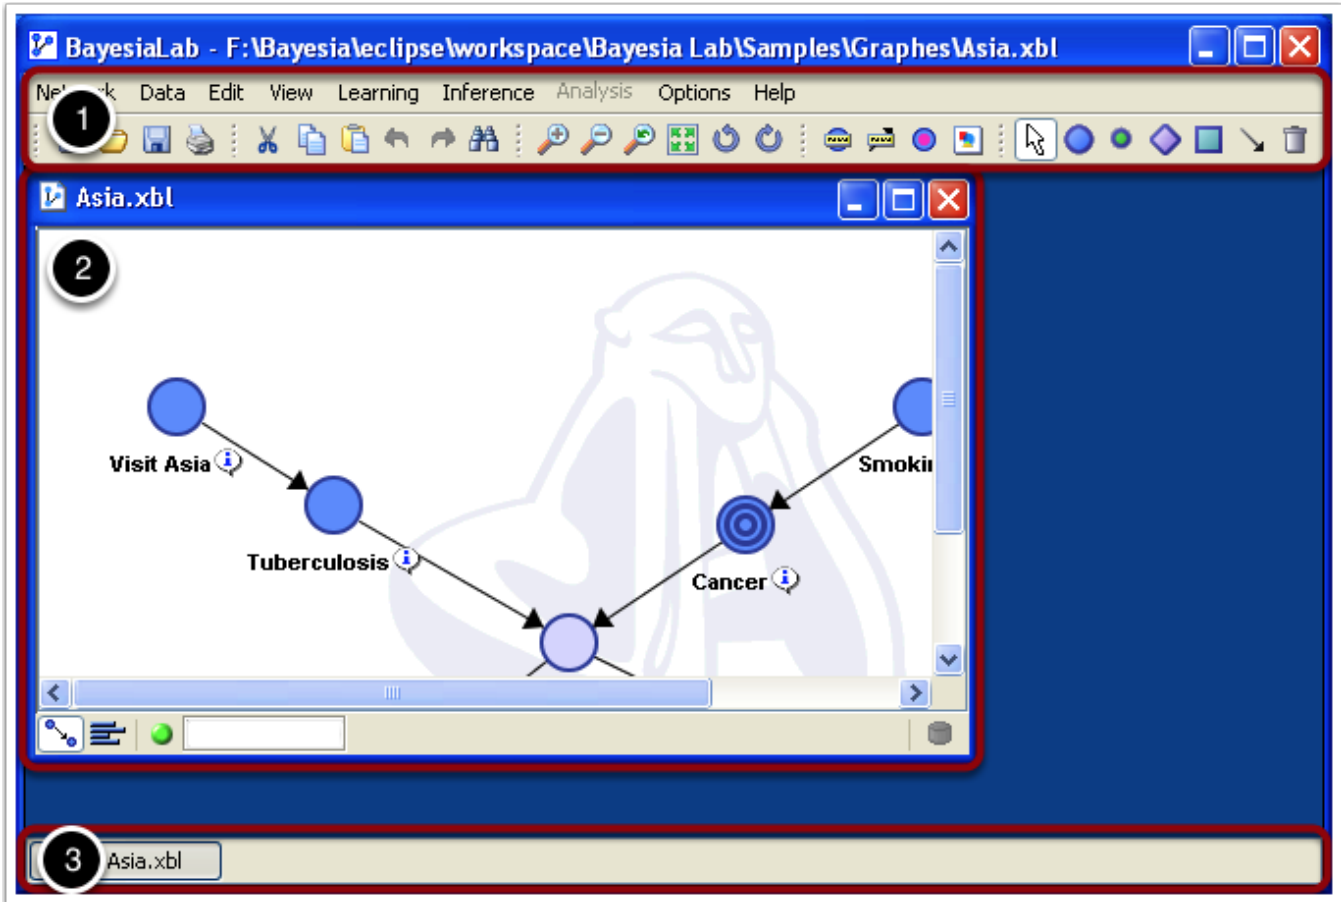 BayesiaLab - F:\Bayesia\eclipse\workspace\Bayesia Lab\Samples\Graphes\Asia.xbl
Data Edit View Learning Inference Analysis Options Help
1
Asia.xbl
2
Visit Asia
Smokin
Tuberculosis
Cancer
3 Asia.xbl